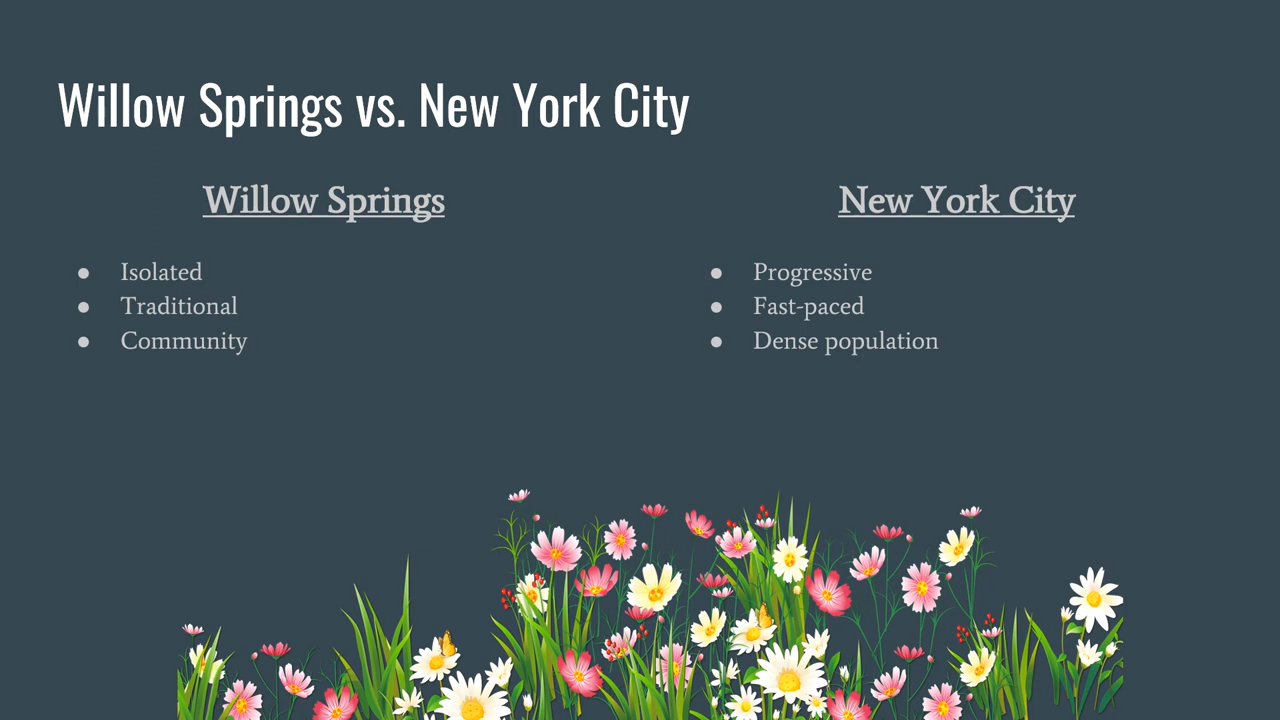 Willow Springs vs. New York City
Willow Springs
● Isolated
● Traditional
● Community
New York City
● Progressive
● Fast-paced
● Dense population